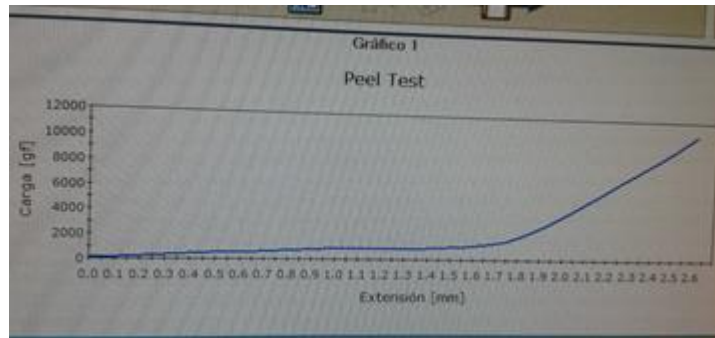 Gráfico 1
Peel Test
12000
10000
8000
6000
4000
2000
0
Carga [gf]
0.0 0.1 0.2 0.3 0.4 0.5 0.6 0.7 0.8 0.9 1.0 1.1 1.2 1.3 1.4 1.5 1.6 1.7 1.8 1.9 2.0 2.1 2.2 2.3 2.4 2.5 2.6
Extensión [mm]